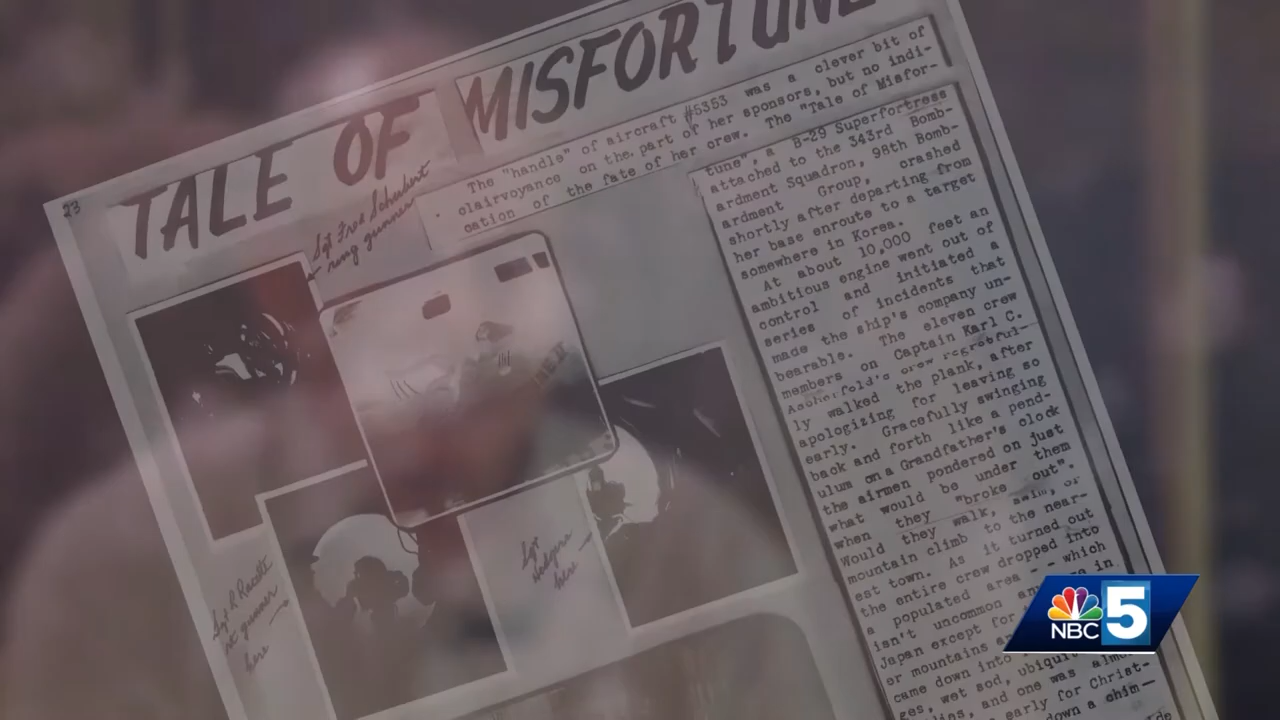 23
TALE OF MISFORTUNE
The "handle" of aircraft #5353 was a clever bit of
clairvoyance on the part of her sponsors, but no indi-
cation of the fate of her crew. The "Tale of Misfor-
tune", a B-29 Superfortress
attached to the 343rd Bomb-
ardment Squadron, 98th Bomb-
ardment Group, crashed
shortly after departing from
her base enroute to a target
somewhere in Korea.
At about 10,000 feet an
ambitious engine went out of
control and initiated a
series of incidents that
made the ship's company un-
bearable. The eleven crew
members on Captain Karl C.
crew regretful-
ly walked the plank, after
apologizing for leaving so
early. Gracefully swinging
back and forth like a pend-
ulum on a Grandfather's clock
the airmen pondered on just
what would be under them
when they "broke out".
Would they walk, swim, or
mountain climb to the near-
est town. As it turned out
the entire crew dropped into
a populated area -- which
isn't uncommon in
Japan except for
er mountains
came down into
ges, wet sod,
and one was
early for Christ-
down a chim-
Sgt Fred Schubert
ring gunner
Sgt
here
Sgt R
gunner
here
NBC 5